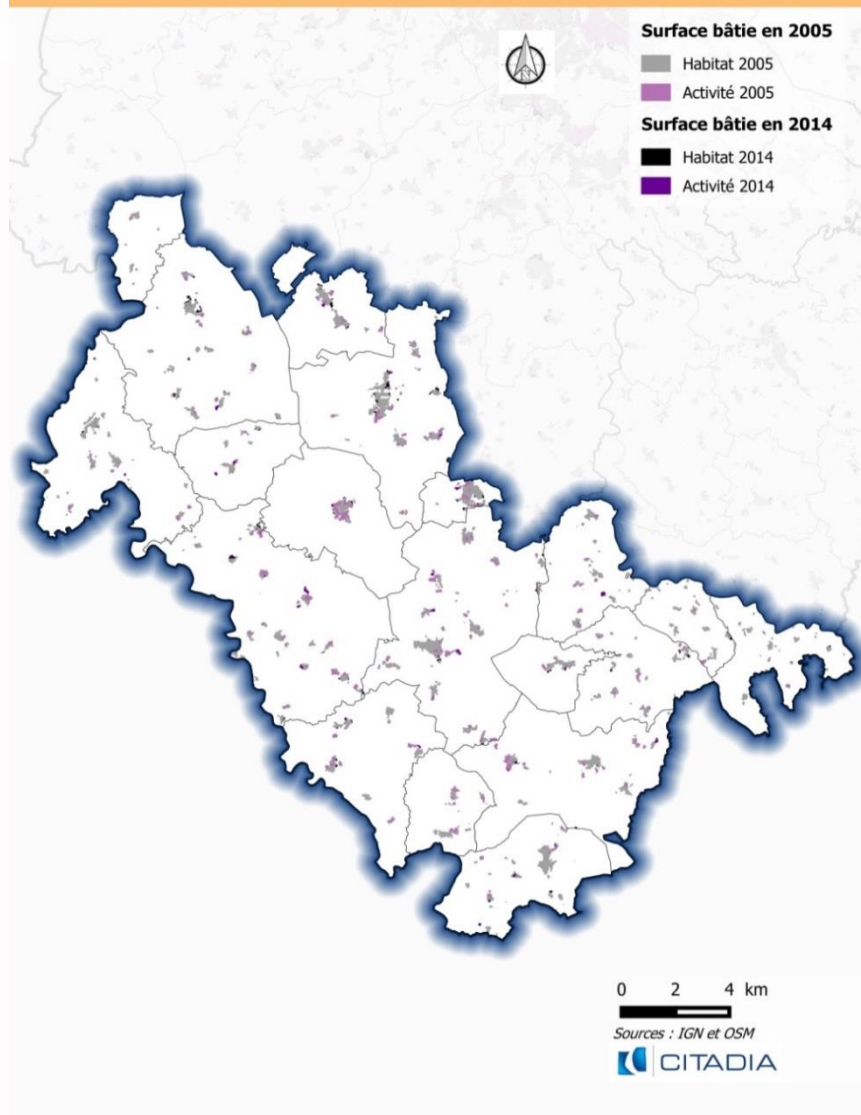 Surface bâtie en 2005
Habitat 2005
Activité 2005
Surface bâtie en 2014
Habitat 2014
Activité 2014
0 2 4 km
Sources : IGN et OSM
CITADIA